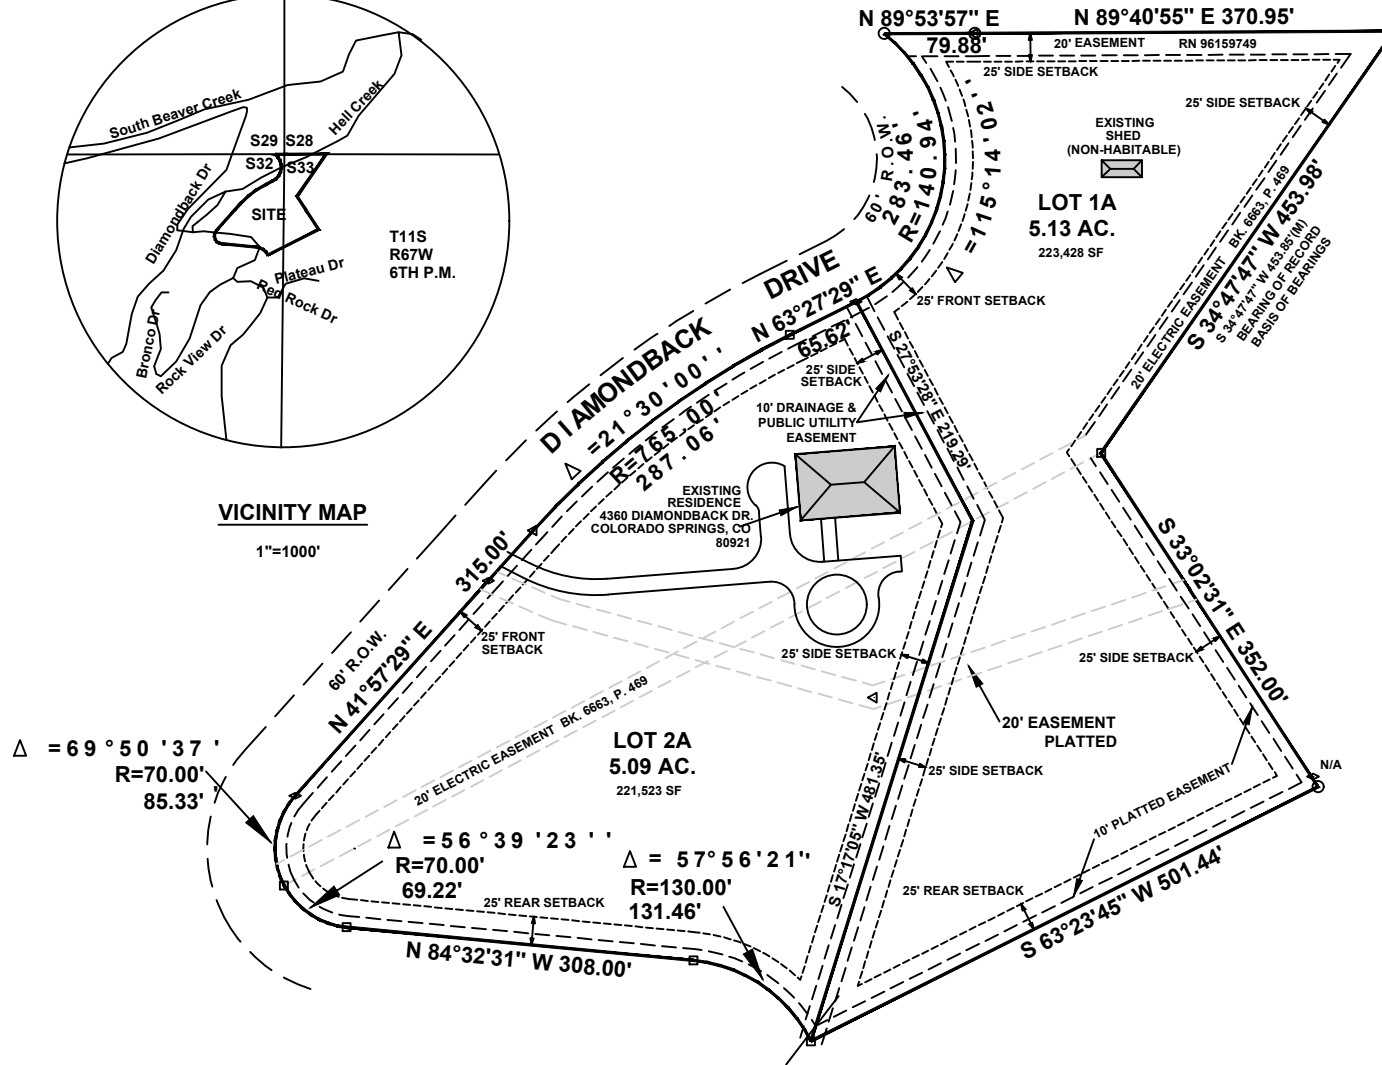 South Beaver Creek
Hell Creek
S29 S28
S32 S33
Diamondback Dr
SITE
T11S
R67W
6TH P.M.
Plateau Dr
Red Rock Dr
Bronco Dr
Rock View Dr
VICINITY MAP
1"=1000'
N 89°53'57" E
79.88'
N 89°40'55" E 370.95'
20' EASEMENT RN 96159749
25' SIDE SETBACK
25' SIDE SETBACK
EXISTING
SHED
(NON-HABITABLE)
LOT 1A
5.13 AC.
223,428 SF
60' R.O.W.
283.46'
R=140.94'
Δ =115°14'02''
20' ELECTRIC EASEMENT BK. 6663, P. 469
S 34°47'47" W 453.98'
S 34°47'47" W 453.85'(M)
BEARING OF RECORD
BASIS OF BEARINGS
DIAMONDBACK DRIVE
N 63°27'29" E
65.62'
25' FRONT SETBACK
25' SIDE
SETBACK
S 27°53'28" E 219.29'
10' DRAINAGE &
PUBLIC UTILITY
EASEMENT
Δ =21°30'00''
R=765.00'
287.06'
EXISTING
RESIDENCE
4360 DIAMONDBACK DR.
COLORADO SPRINGS, CO
80921
315.00'
N 41°57'29" E
60' R.O.W.
25' FRONT
SETBACK
25' SIDE SETBACK
S 33°02'31" E 352.00'
25' SIDE SETBACK
20' EASEMENT
PLATTED
20' ELECTRIC EASEMENT BK. 6663, P. 469
LOT 2A
5.09 AC.
221,523 SF
Δ =69°50'37'
R=70.00'
85.33'
'
25' SIDE SETBACK
S 17°17'05" W 481.35'
N/A
10' PLATTED EASEMENT
Δ =56°39'23''
R=70.00'
69.22'
Δ = 57°56'21"
R=130.00'
131.46'
25' REAR SETBACK
25' REAR SETBACK
N 84°32'31" W 308.00'
S 63°23'45" W 501.44'